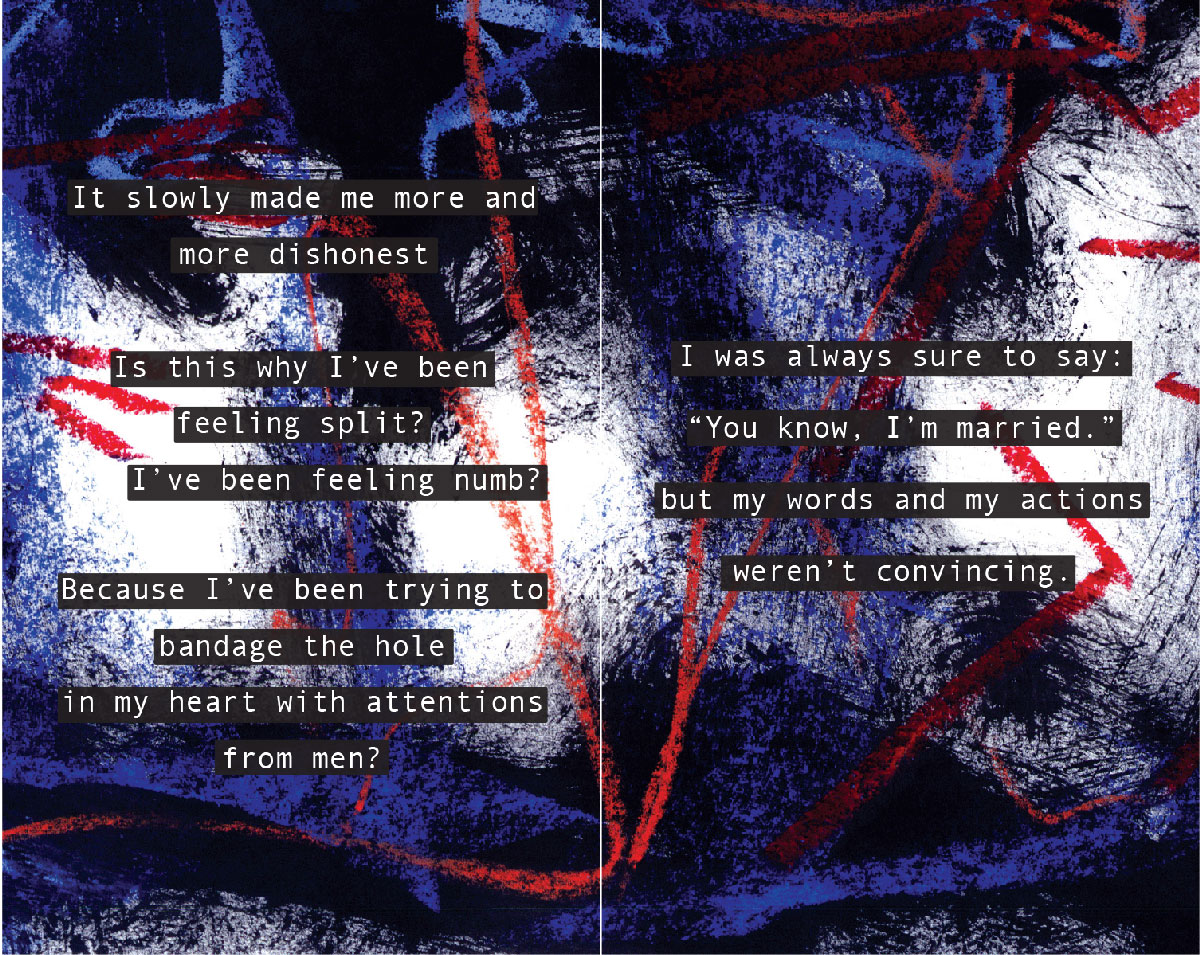 It slowly made me more and
more dishonest
Is this why I’ve been
feeling split?
I’ve been feeling numb?
Because I’ve been trying to
bandage the hole
in my heart with attentions
from men?
I was always sure to say:
“You know, I’m married.”
but my words and my actions
weren’t convincing.